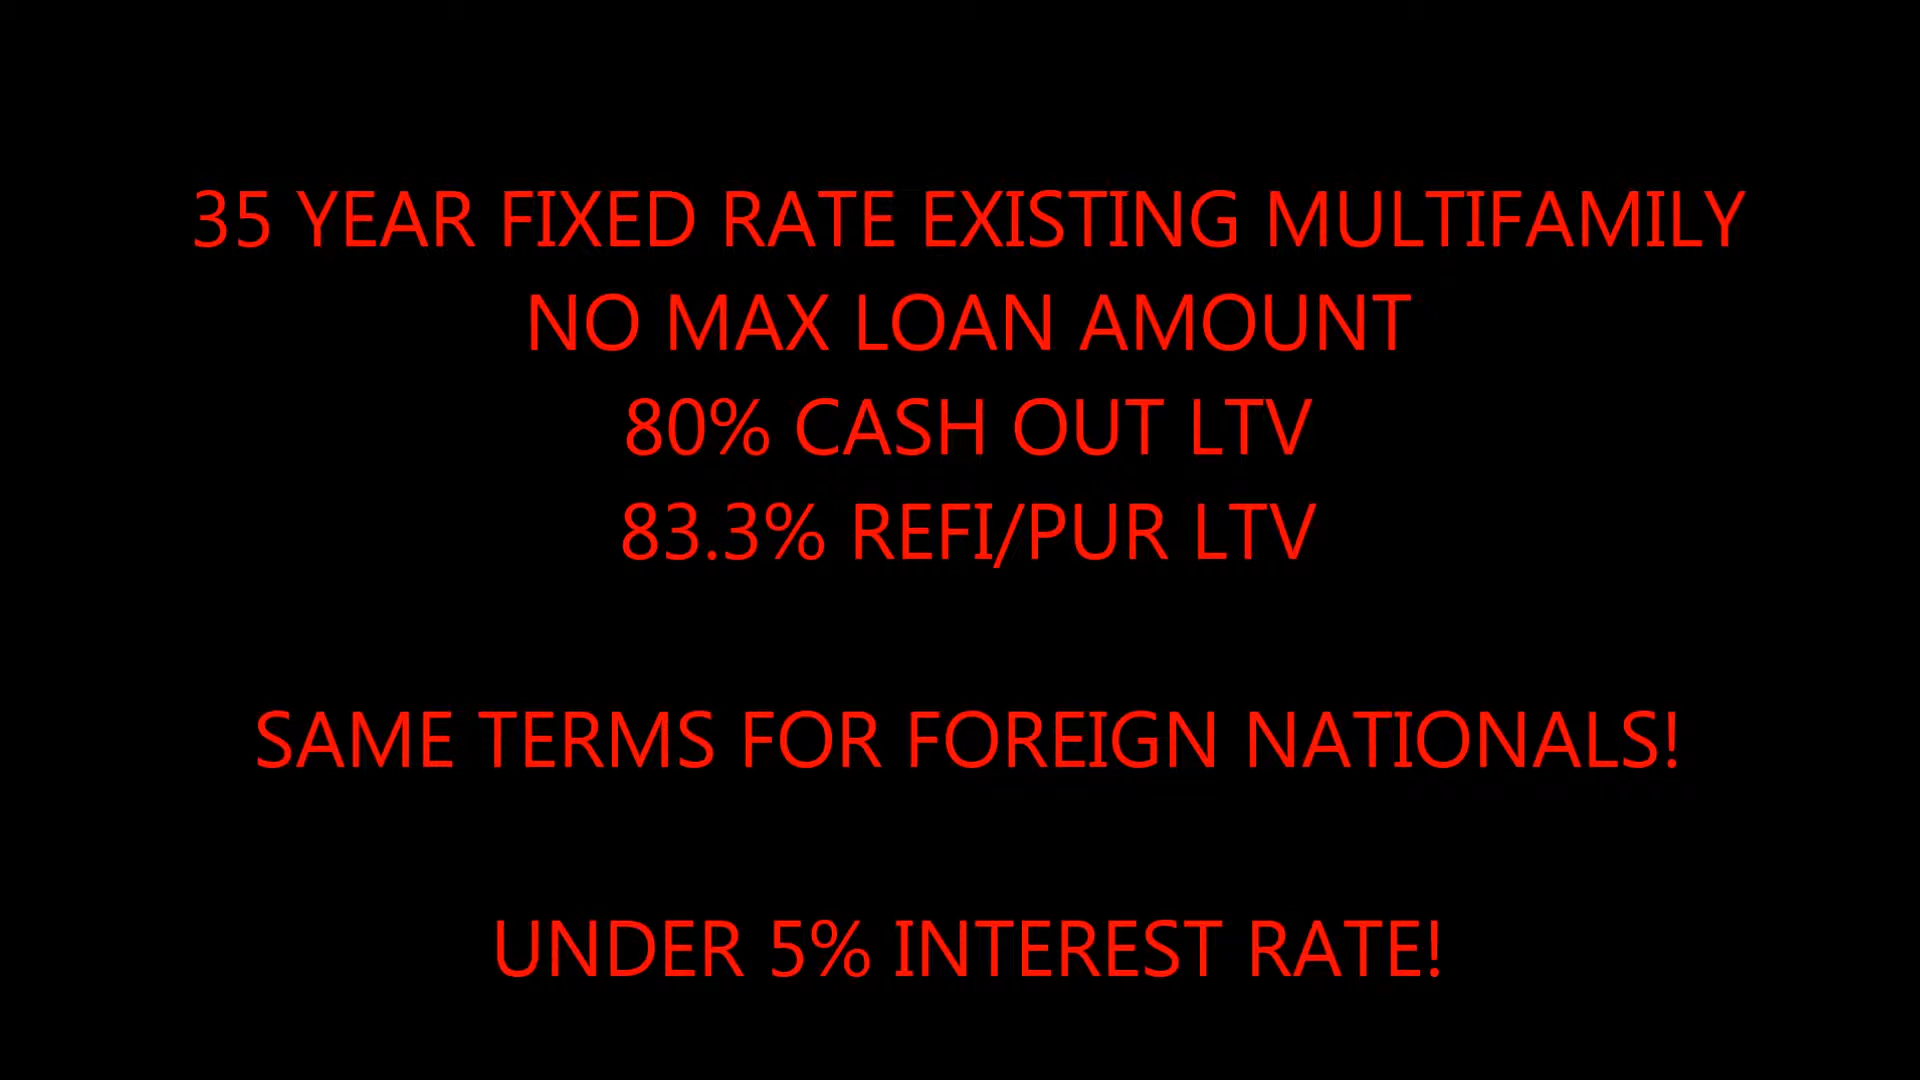 35 YEAR FIXED RATE EXISTING MULTIFAMILY
NO MAX LOAN AMOUNT
80% CASH OUT LTV
83.3% REFI/PUR LTV
SAME TERMS FOR FOREIGN NATIONALS!
UNDER 5% INTEREST RATE!